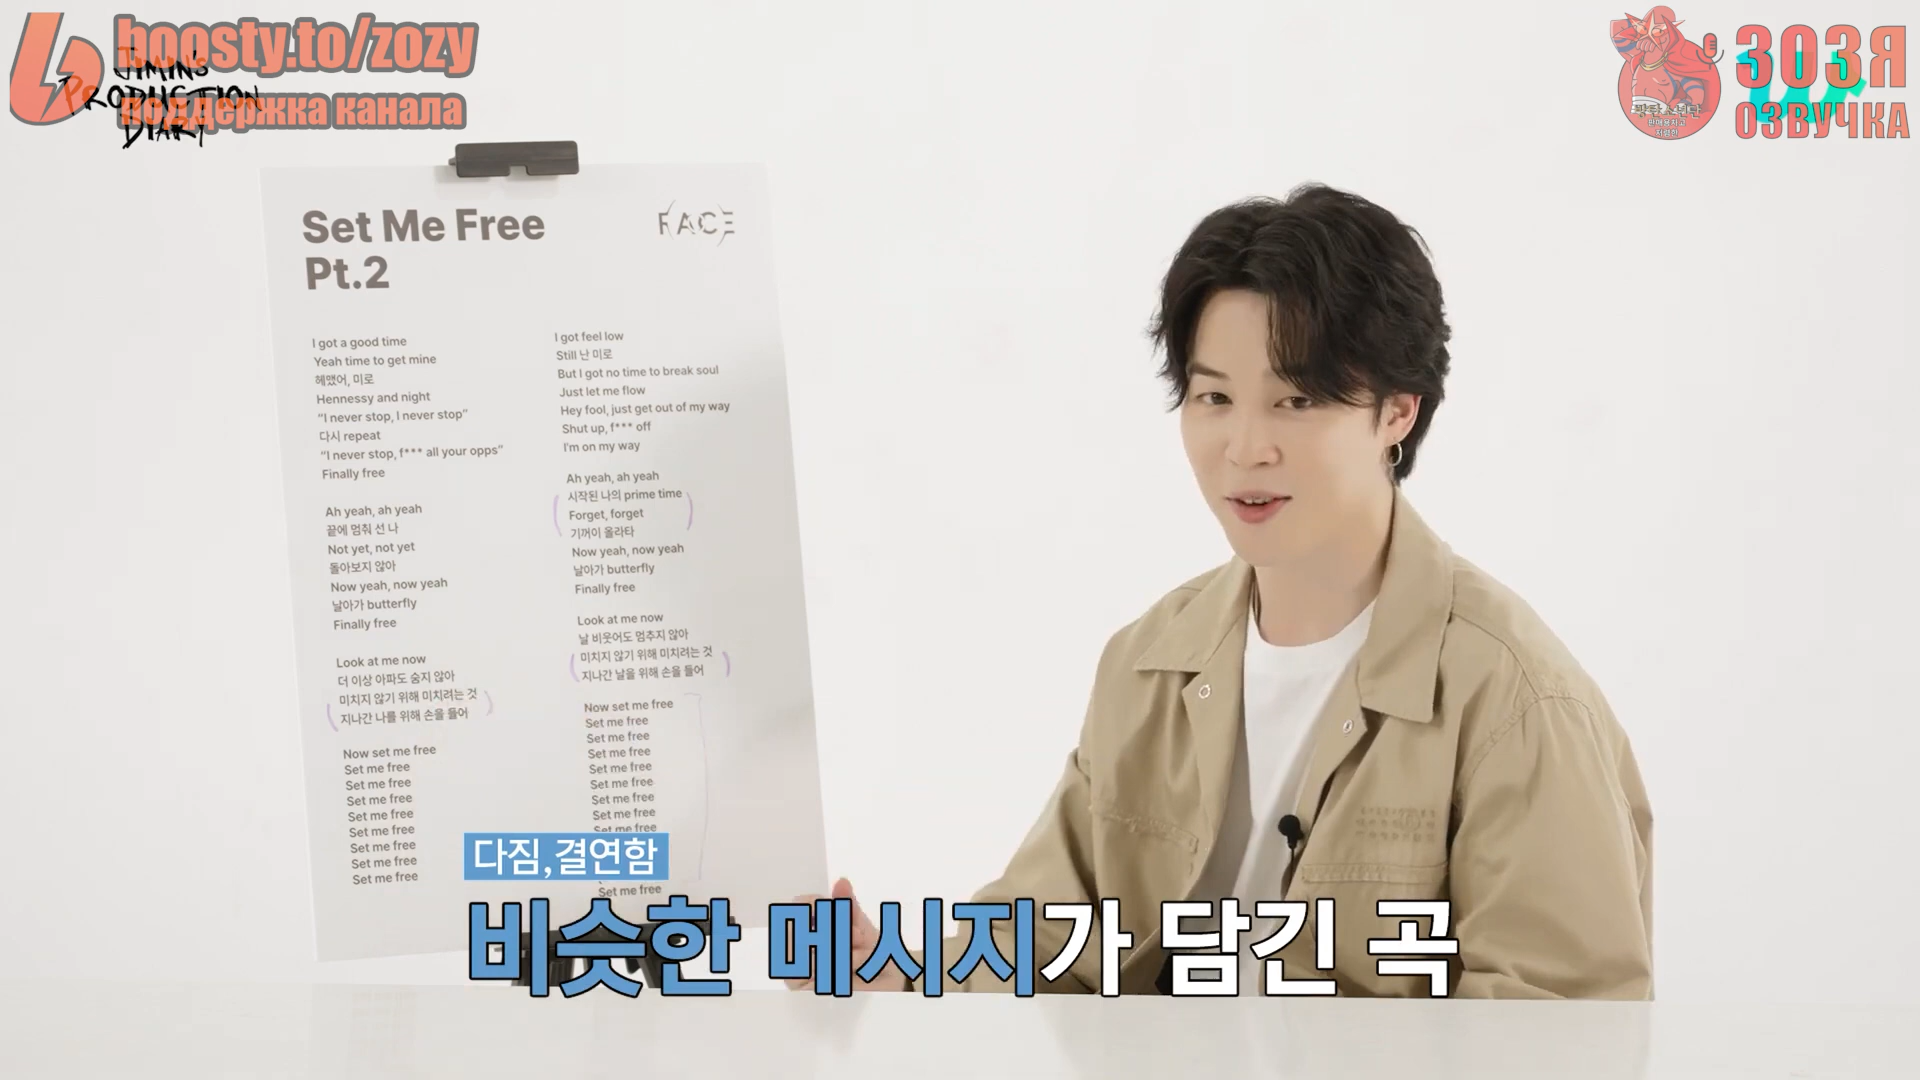 boosty.to/zozy
поддержка канала
JIMIN'S
PRODUCTION
DIARY
ЗОЗЯ
ОЗВУЧКА
Set Me Free
Pt.2
FACE
I got a good time
Yeah time to get mine
헤맸어, 미로
Hennessy and night
“I never stop, I never stop”
다시 repeat
“I never stop, f*** all your opps”
Finally free
Ah yeah, ah yeah
끝에 멈춰 선 나
Not yet, not yet
돌아보지 않아
Now yeah, now yeah
날아가 butterfly
Finally free
Look at me now
더 이상 아파도 숨지 않아
미치지 않기 위해 미치려는 것
지나간 나를 위해 손을 들어
Now set me free
Set me free
Set me free
Set me free
Set me free
Set me free
Set me free
Set me free
Set me free
I got feel low
Still 난 미로
But I got no time to break soul
Just let me flow
Hey fool, just get out of my way
Shut up, f*** off
I'm on my way
Ah yeah, ah yeah
시작된 나의 prime time
Forget, forget
기꺼이 올라타
Now yeah, now yeah
날아가 butterfly
Finally free
Look at me now
날 비웃어도 멈추지 않아
미치지 않기 위해 미치려는 것
지나간 날을 위해 손을 들어
Now set me free
Set me free
Set me free
Set me free
Set me free
Set me free
Set me free
Set me free
Set me free
Set me free
다짐,결연함
비슷한 메시지가 담긴 곡